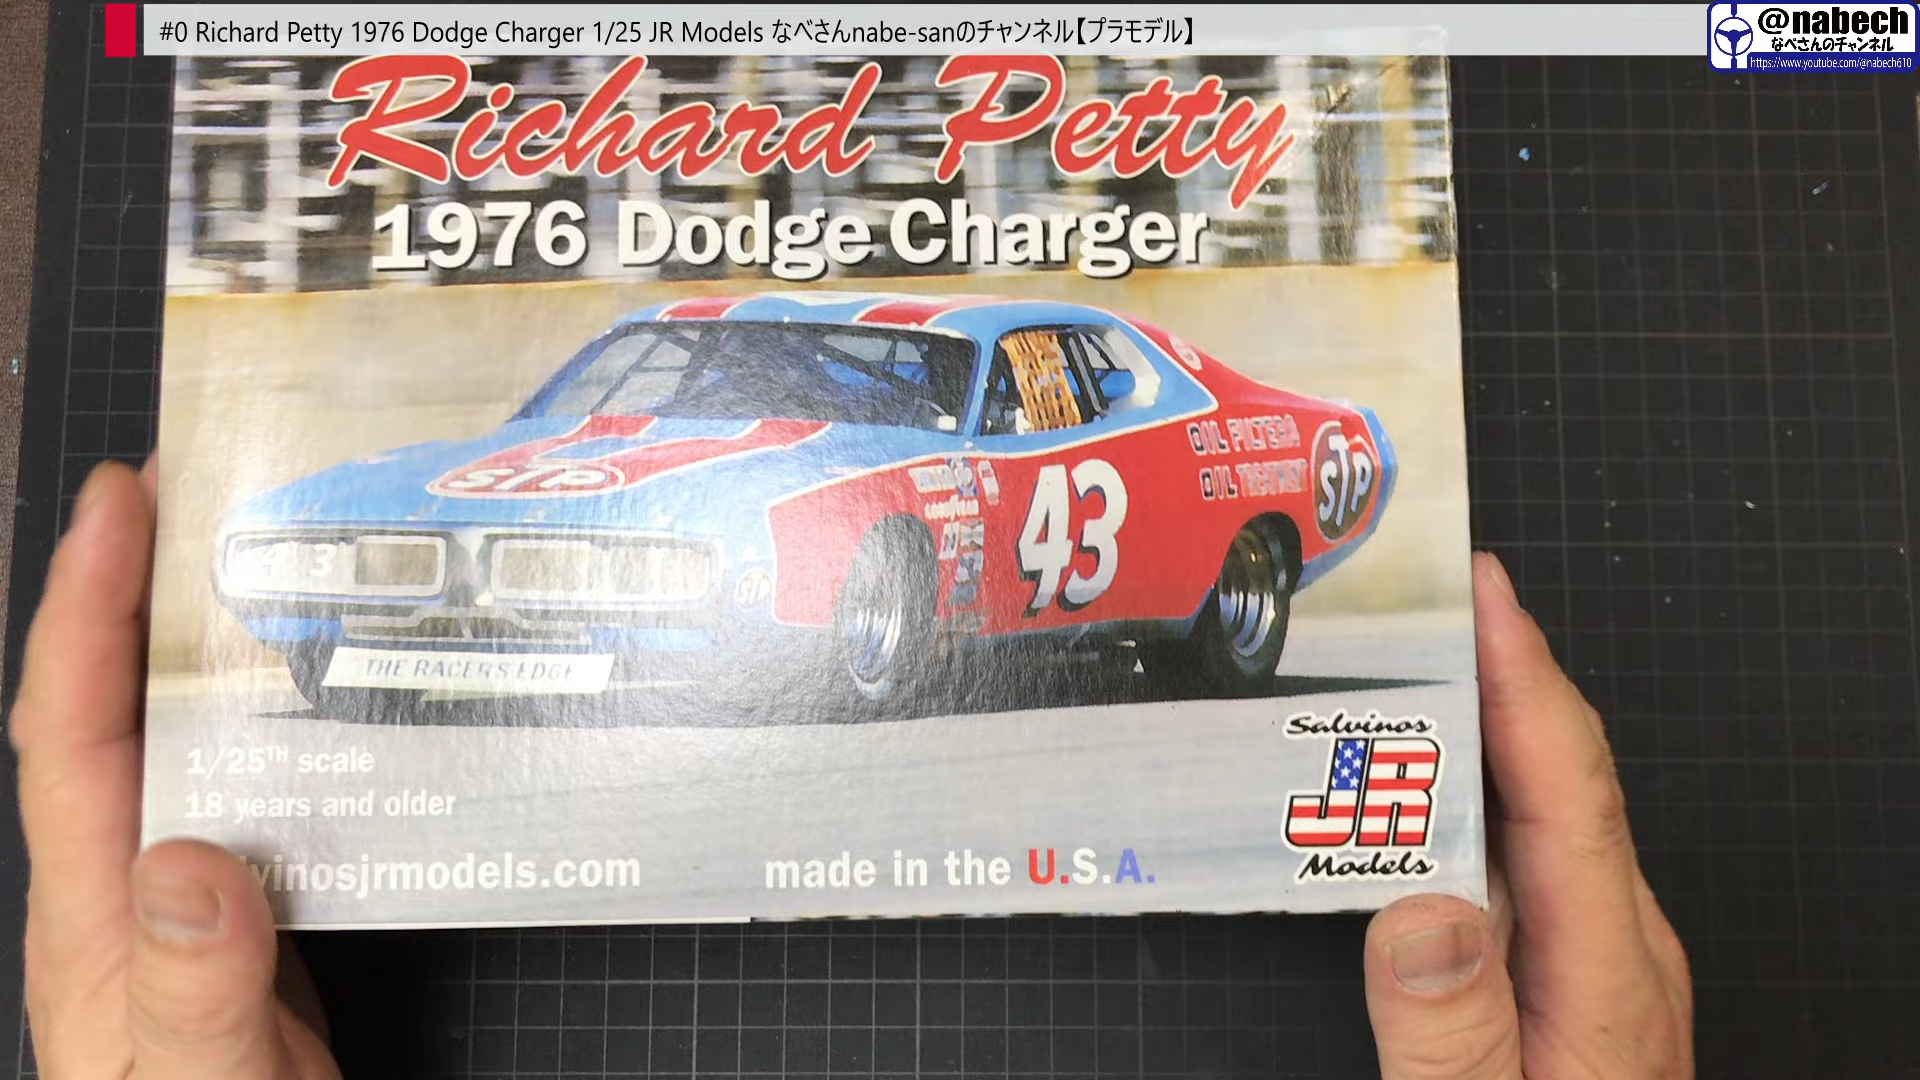 #0 Richard Petty 1976 Dodge Charger 1/25 JR Models なべさんnabe-sanのチャンネル【プラモデル】
@nabech
なべさんのチャンネル
https://www.youtube.com/@nabech610
Richard Petty
1976 Dodge Charger
OIL FILTERS
STP
STP
43
43
STP
THE RACERS EDGE
1/25TH scale
18 years and older
Salvinos
JR
Models
vinosjrmodels.com
made in the U.S.A.